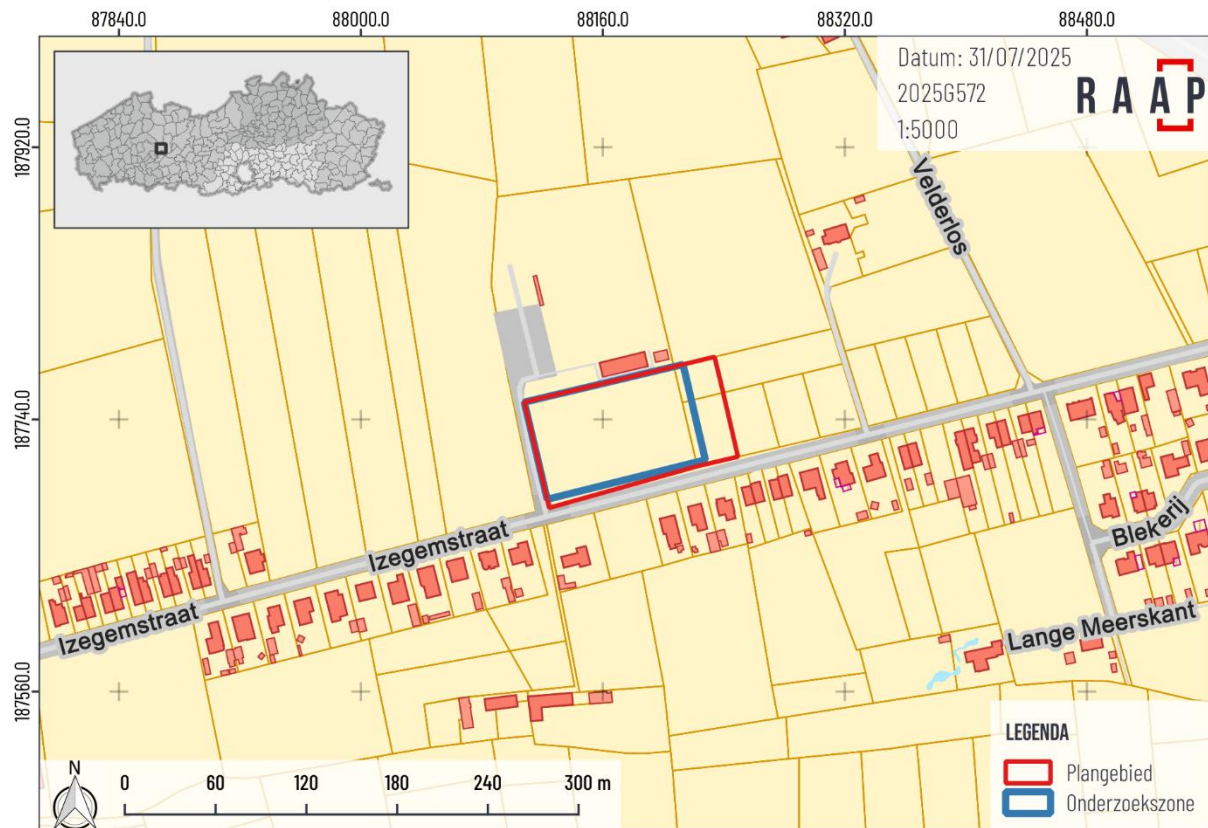 87840.0
88000.0
88160.0
88320.0
88480.0
187920.0
187740.0
187560.0
Datum: 31/07/2025
2025G572
1:5000
RAAP
Velderlos
Izegemstraat
Izegemstraat
Blekerij
Lange Meerskant
N
0 60 120 180 240 300 m
LEGENDA
Plangebied
Onderzoekszone